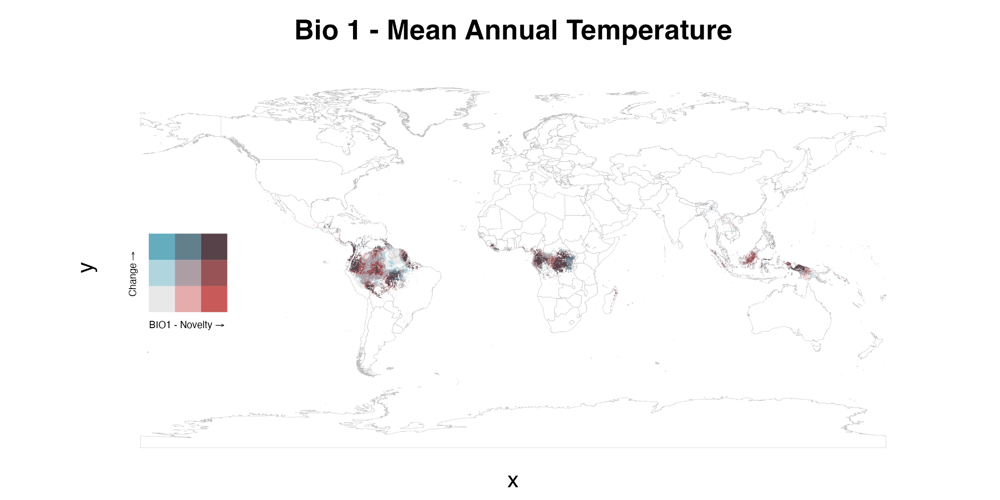 Bio 1 - Mean Annual Temperature
y
Change →
BIO1 - Novelty →
x